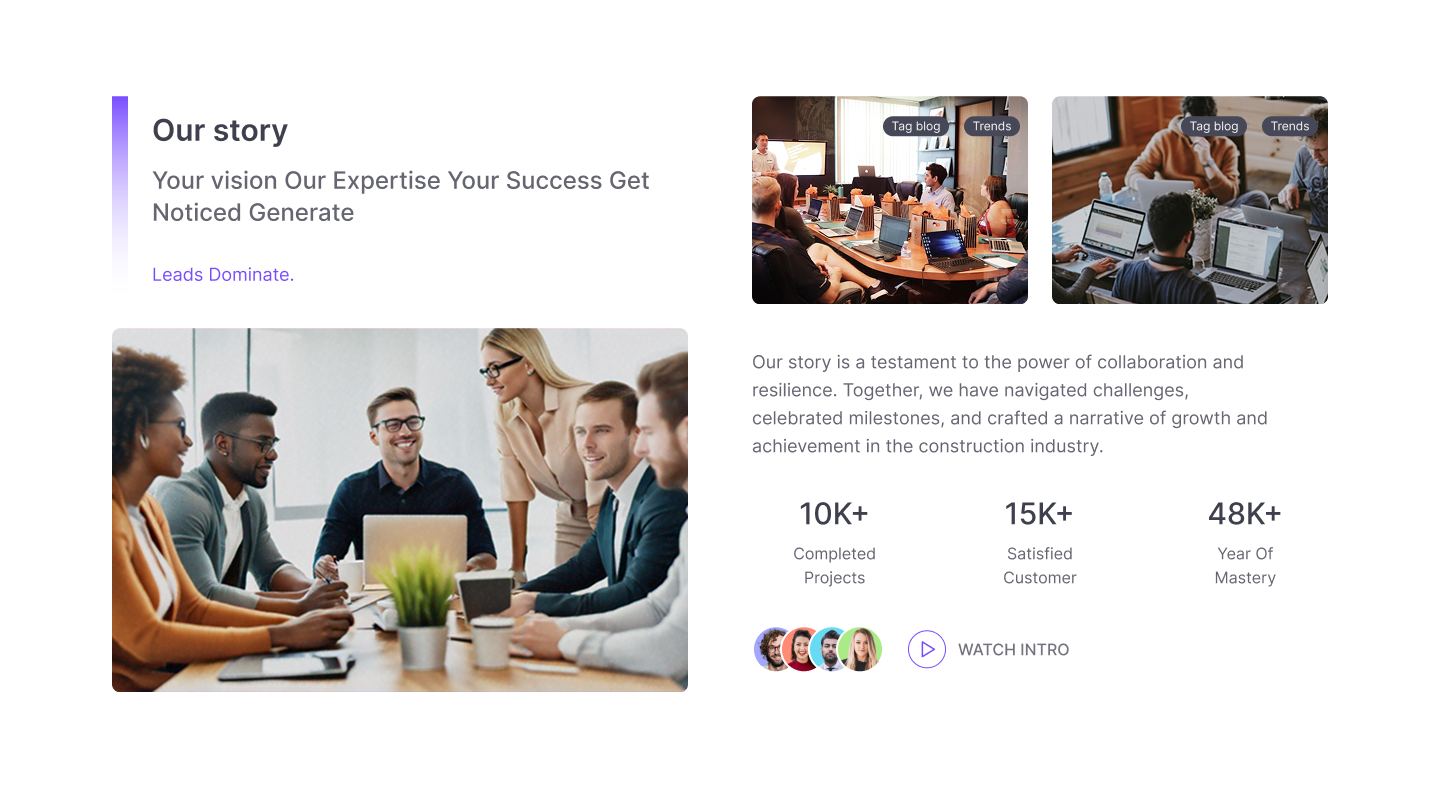 Our story
Your vision Our Expertise Your Success Get
Noticed Generate
Leads Dominate.
Tag blog
Trends
Tag blog
Trends
Our story is a testament to the power of collaboration and
resilience. Together, we have navigated challenges,
celebrated milestones, and crafted a narrative of growth and
achievement in the construction industry.
10K+
Completed
Projects
15K+
Satisfied
Customer
48K+
Year Of
Mastery
WATCH INTRO